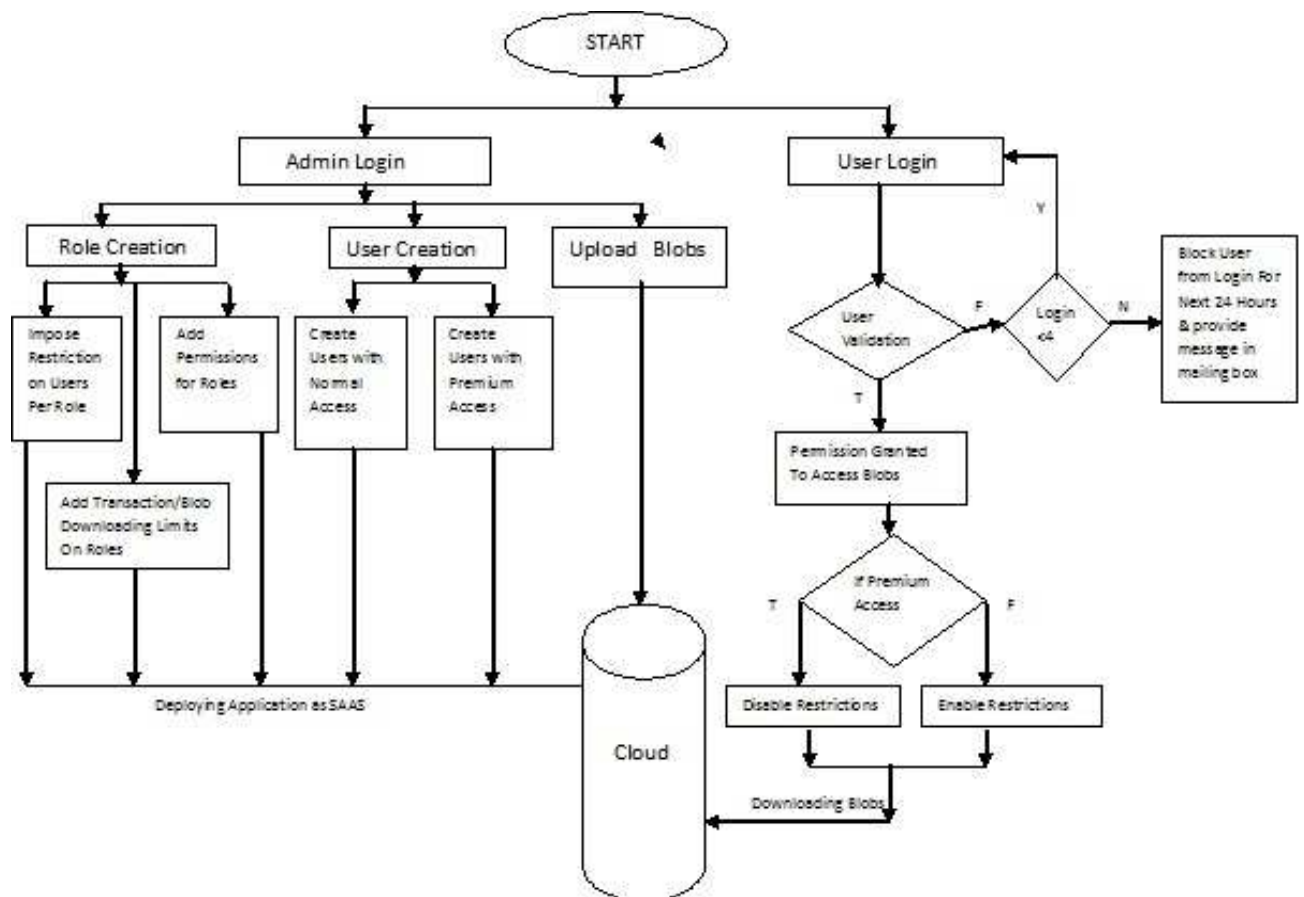 START
Admin Login
User Login
Y
Role Creation
User Creation
Upload Blobs
Block User
from Login For
Next 24 Hours
& provide
message in
mailing box
Impose
Restriction
on Users
Per Role
Add
Permissions
for Roles
Create
Users with
Normal
Access
Create
Users with
Premium
Access
User
Validation
F
Login
<4
N
T
Permission Granted
To Access Blobs
Add Transaction/Blob
Downloading Limits
On Roles
If Premium
Access
T
F
Deploying Application as SAAS
Disable Restrictions
Enable Restrictions
Cloud
Downloading Blobs